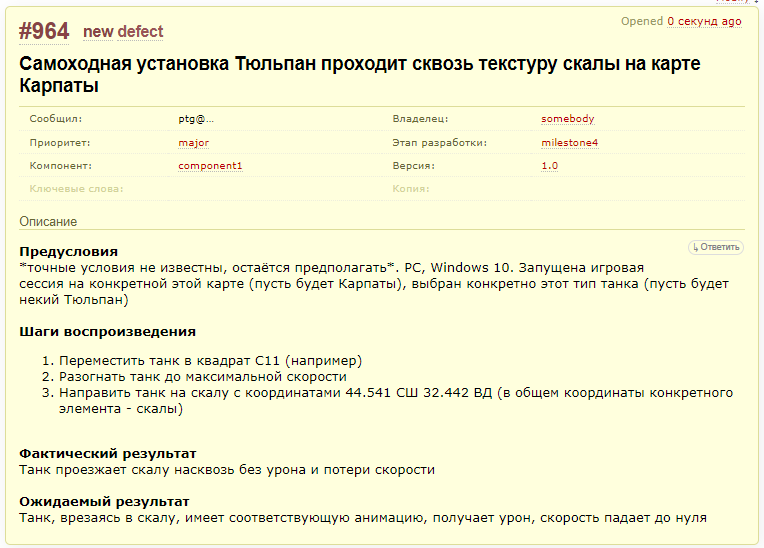 Opened 0 секунд ago
#964 new defect
Самоходная установка Тюльпан проходит сквозь текстуру скалы на карте
Карпаты
Сообщил: ptg@… Владелец: somebody
Приоритет: major Этап разработки: milestone4
Компонент: component1 Версия: 1.0
Ключевые слова: Копия:
Описание
Ответить
Предусловия
*точные условия не известны, остаётся предполагать*. PC, Windows 10. Запущена игровая
сессия на конкретной этой карте (пусть будет Карпаты), выбран конкретно этот тип танка (пусть будет
некий Тюльпан)
Шаги воспроизведения
1. Переместить танк в квадрат С11 (например)
2. Разогнать танк до максимальной скорости
3. Направить танк на скалу с координатами 44.541 СШ 32.442 ВД (в общем координаты конкретного
элемента - скалы)
Фактический результат
Танк проезжает скалу насквозь без урона и потери скорости
Ожидаемый результат
Танк, врезаясь в скалу, имеет соответствующую анимацию, получает урон, скорость падает до нуля